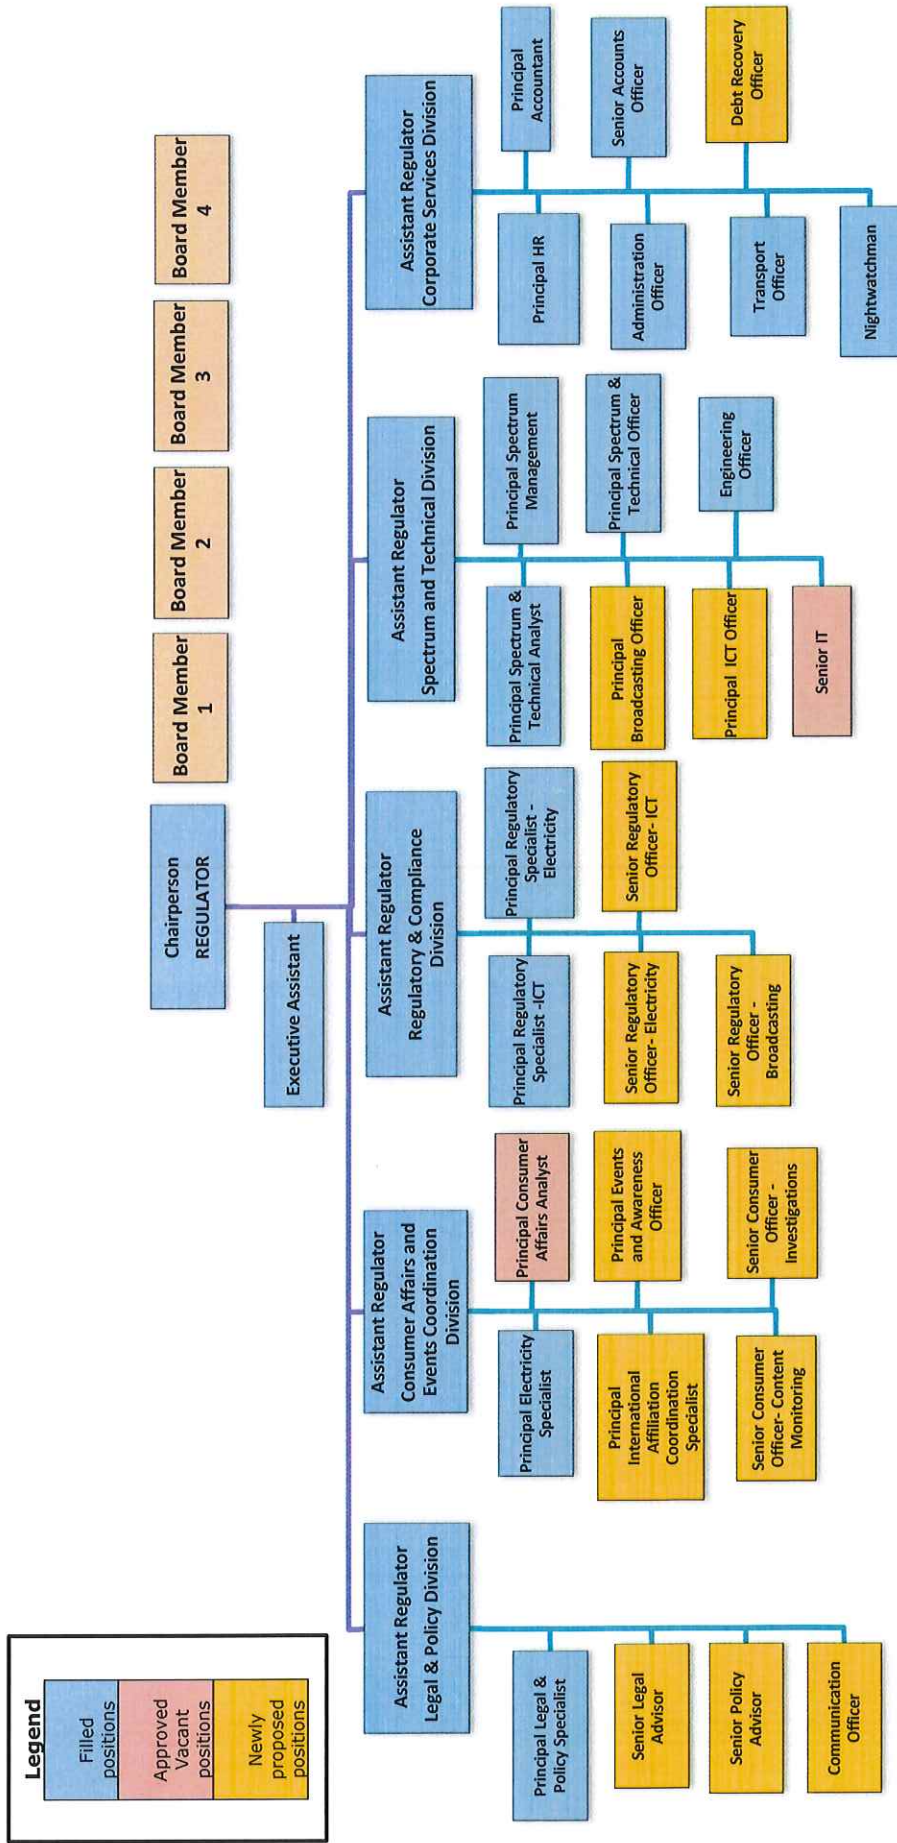 Legend
Filled
positions
Approved
Vacant
positions
Newly
proposed
positions
Chairperson
REGULATOR
Board Member
1
Board Member
2
Board Member
3
Board Member
4
Executive Assistant
Assistant Regulator
Legal & Policy Division
Principal Legal &
Policy Specialist
Senior Legal
Advisor
Senior Policy
Advisor
Communication
Officer
Assistant Regulator
Consumer Affairs and
Events Coordination
Division
Principal Electricity
Specialist
Principal Consumer
Affairs Analyst
Principal
International
Affiliation
Coordination
Specialist
Principal Events
and Awareness
Officer
Senior Consumer
Officer- Content
Monitoring
Senior Consumer
Officer -
Investigations
Assistant Regulator
Regulatory & Compliance
Division
Principal Regulatory
Specialist -ICT
Principal Regulatory
Specialist -
Electricity
Senior Regulatory
Officer- Electricity
Senior Regulatory
Officer- ICT
Senior Regulatory
Officer -
Broadcasting
Assistant Regulator
Spectrum and Technical Division
Principal Spectrum &
Technical Analyst
Principal Spectrum
Management
Principal
Broadcasting Officer
Principal Spectrum &
Technical Officer
Principal ICT Officer
Engineering
Officer
Senior IT
Assistant Regulator
Corporate Services Division
Principal HR
Principal
Accountant
Administration
Officer
Senior Accounts
Officer
Transport
Officer
Debt Recovery
Officer
Nightwatchman